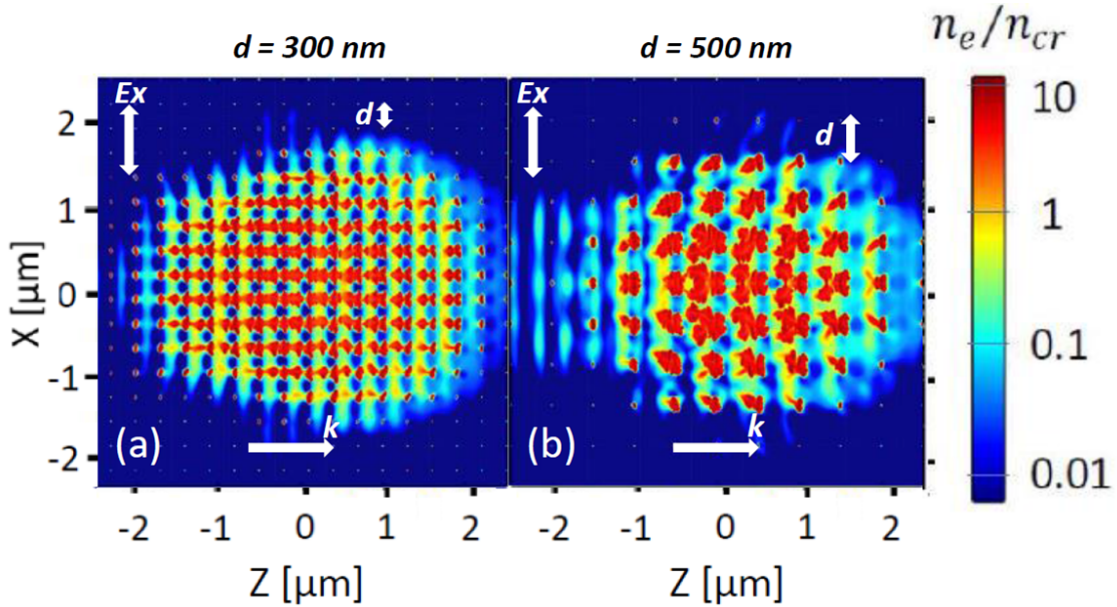 d = 300 nm
d = 500 nm
n_e/n_cr
Ex
d
Ex
d
10
2
1
1
X [μm]
0
0.1
-1
k
k
(a)
(b)
-2
0.01
-2 -1 0 1 2
-2 -1 0 1 2
Z [μm]
Z [μm]